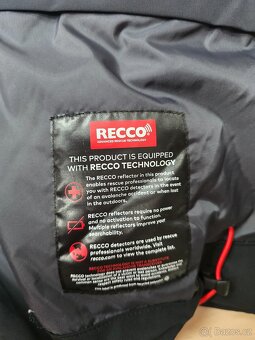 RECCO
ADVANCED RESCUE TECHNOLOGY
THIS PRODUCT IS EQUIPPED
WITH RECCO TECHNOLOGY
The RECCO reflector in this product
enables rescue professionals to locate
you with RECCO detectors in the event
of an avalanche accident or when lost
in the outdoors.
RECCO reflectors require no power
and no activation to function.
Multiple reflectors improve your
searchability.
RECCO detectors are used by rescue
professionals worldwide. Visit
recco.com to view the complete list.